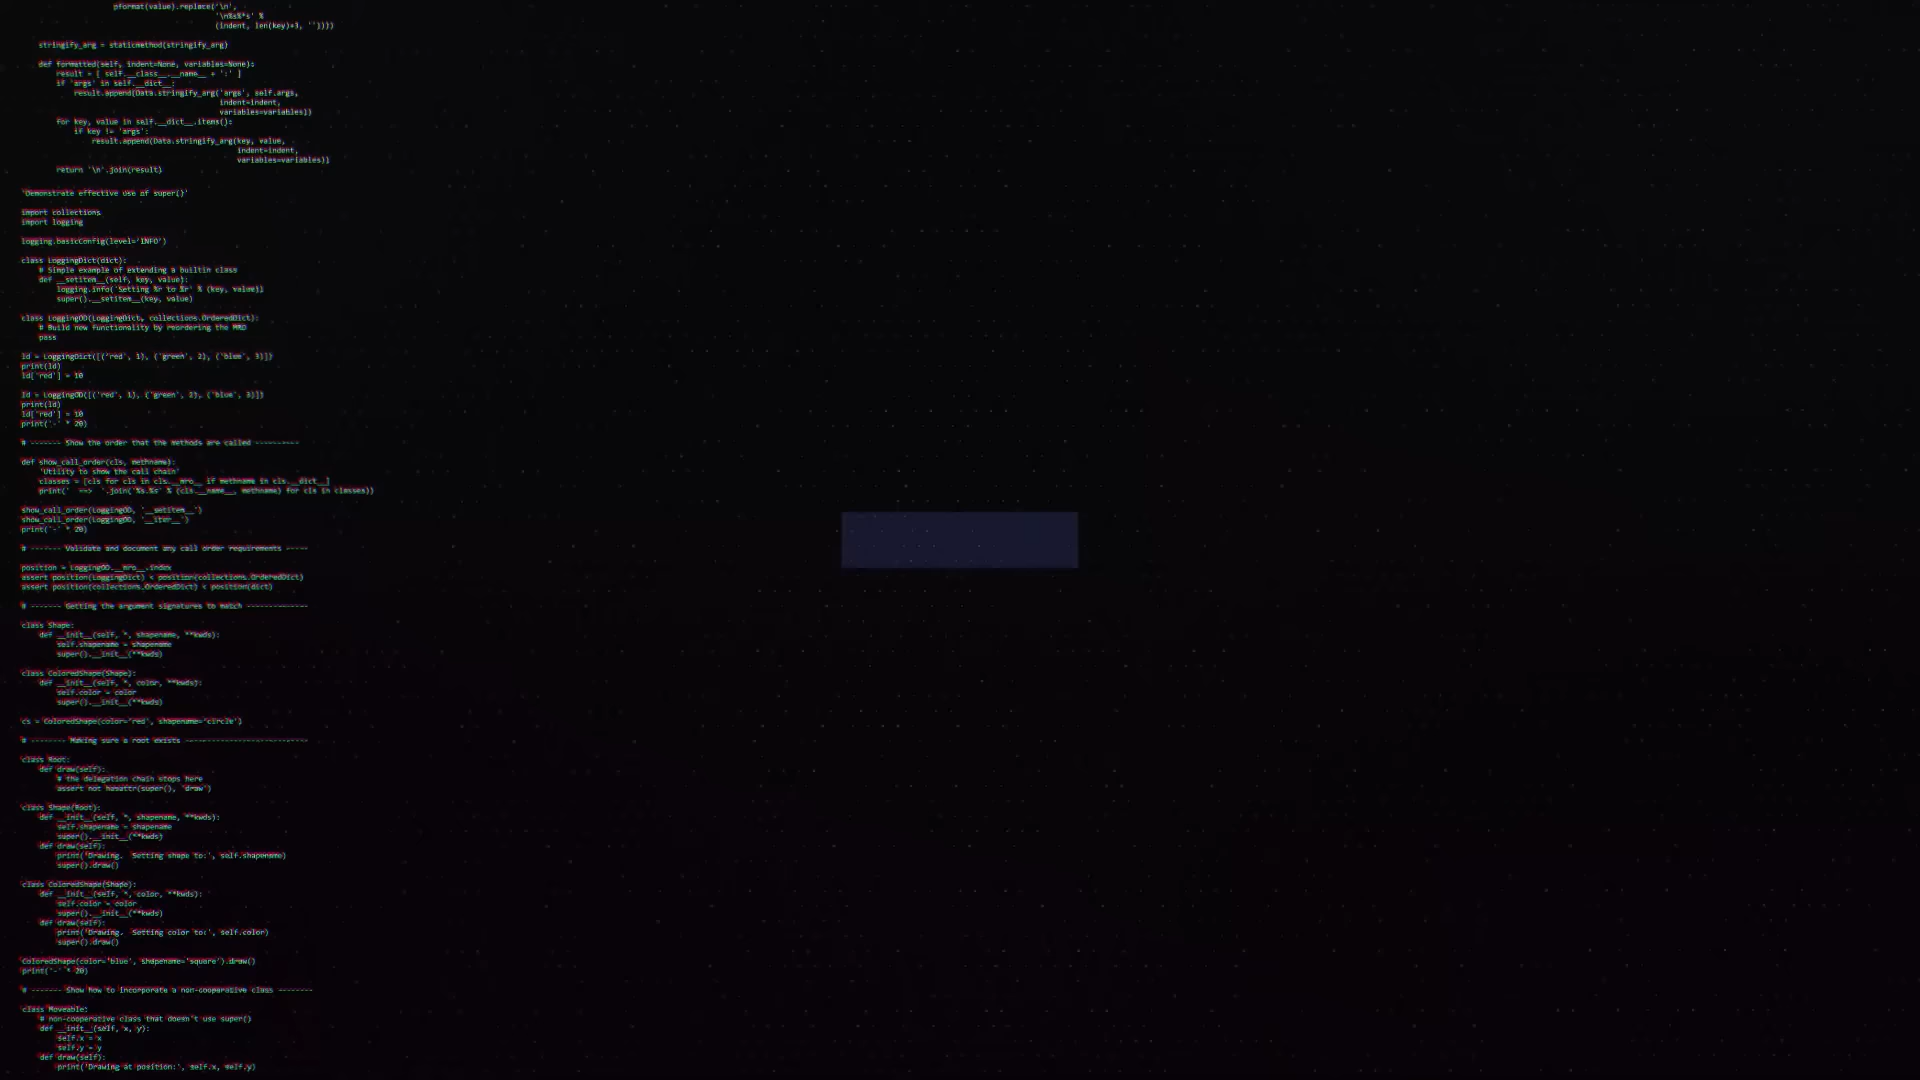 pformat(value).replace('\n',
'\n%s%*s' %
(indent, len(key)+3, ''))))
stringify_arg = staticmethod(stringify_arg)
def formatted(self, indent=None, variables=None):
result = [ self.__class__.__name__ + ':' ]
if 'args' in self.__dict__:
result.append(Data.stringify_arg('args', self.args,
indent=indent,
variables=variables))
for key, value in self.__dict__.items():
if key != 'args':
result.append(Data.stringify_arg(key, value,
indent=indent,
variables=variables))
return '\n'.join(result)
'Demonstrate effective use of super()'
import collections
import logging
logging.basicConfig(level='INFO')
class LoggingDict(dict):
# Simple example of extending a builtin class
def __setitem__(self, key, value):
logging.info('Setting %r to %r' % (key, value))
super().__setitem__(key, value)
class LoggingOD(LoggingDict, collections.OrderedDict):
# Build new functionality by reordering the MRO
pass
ld = LoggingDict([('red', 1), ('green', 2), ('blue', 3)])
print(ld)
ld['red'] = 10
ld = LoggingOD([('red', 1), ('green', 2), ('blue', 3)])
print(ld)
ld['red'] = 10
print('-' * 20)
# ------- Show the order that the methods are called ----------
def show_call_order(cls, methname):
'Utility to show the call chain'
classes = [cls for cls in cls.__mro__ if methname in cls.__dict__]
print('  ==>  '.join('%s.%s' % (cls.__name__, methname) for cls in classes))
show_call_order(LoggingOD, '__setitem__')
show_call_order(LoggingOD, '__iter__')
print('-' * 20)
# ------- Validate and document any call order requirements -----
position = LoggingOD.__mro__.index
assert position(LoggingDict) < position(collections.OrderedDict)
assert position(collections.OrderedDict) < position(dict)
# ------- Getting the argument signatures to match --------------
class Shape:
def __init__(self, *, shapename, **kwds):
self.shapename = shapename
super().__init__(**kwds)
class ColoredShape(Shape):
def __init__(self, *, color, **kwds):
self.color = color
super().__init__(**kwds)
cs = ColoredShape(color='red', shapename='circle')
# -------- Making sure a root exists ----------------------------
class Root:
def draw(self):
# the delegation chain stops here
assert not hasattr(super(), 'draw')
class Shape(Root):
def __init__(self, *, shapename, **kwds):
self.shapename = shapename
super().__init__(**kwds)
def draw(self):
print('Drawing.  Setting shape to:', self.shapename)
super().draw()
class ColoredShape(Shape):
def __init__(self, *, color, **kwds):
self.color = color
super().__init__(**kwds)
def draw(self):
print('Drawing.  Setting color to:', self.color)
super().draw()
ColoredShape(color='blue', shapename='square').draw()
print('-' * 20)
# ------- Show how to incorporate a non-cooperative class --------
class Moveable:
# non-cooperative class that doesn't use super()
def __init__(self, x, y):
self.x = x
self.y = y
def draw(self):
print('Drawing at position:', self.x, self.y)